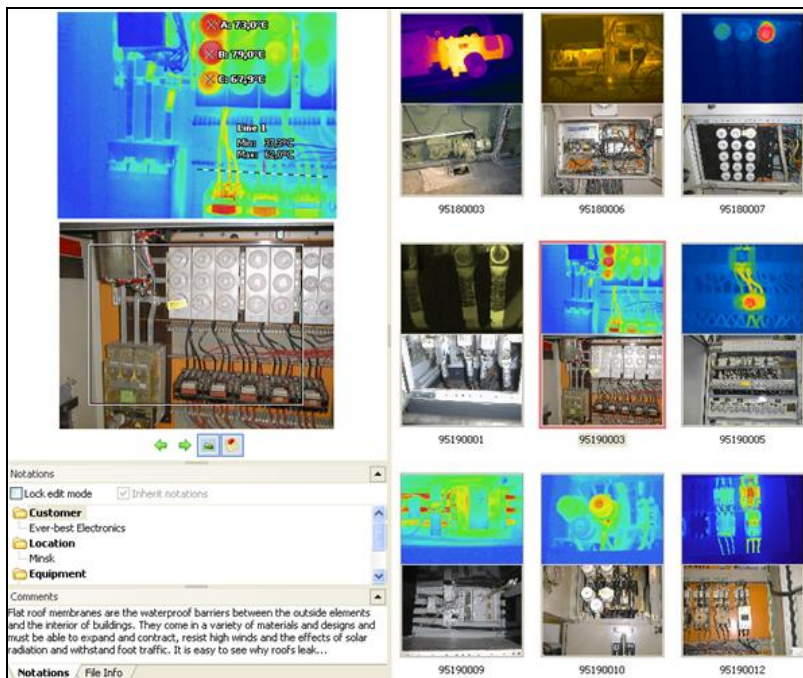 A: 73,0°C
B: 79,0°C
C: 67,9°C
Line 1
Min:
Max:
95180003
95180006
95180007
95190001
95190003
95190005
Notations
Lock edit mode
Inherit notations
Customer
Ever-best Electronics
Location
Minsk
Equipment
Comments
Flat roof membranes are the waterproof barriers between the outside elements
and the interior of buildings. They come in a variety of materials and designs and
must be able to expand and contract, resist high winds and the effects of solar
radiation and withstand foot traffic. It is easy to see why roofs leak...
Notations
File Info
95190009
95190010
95190012